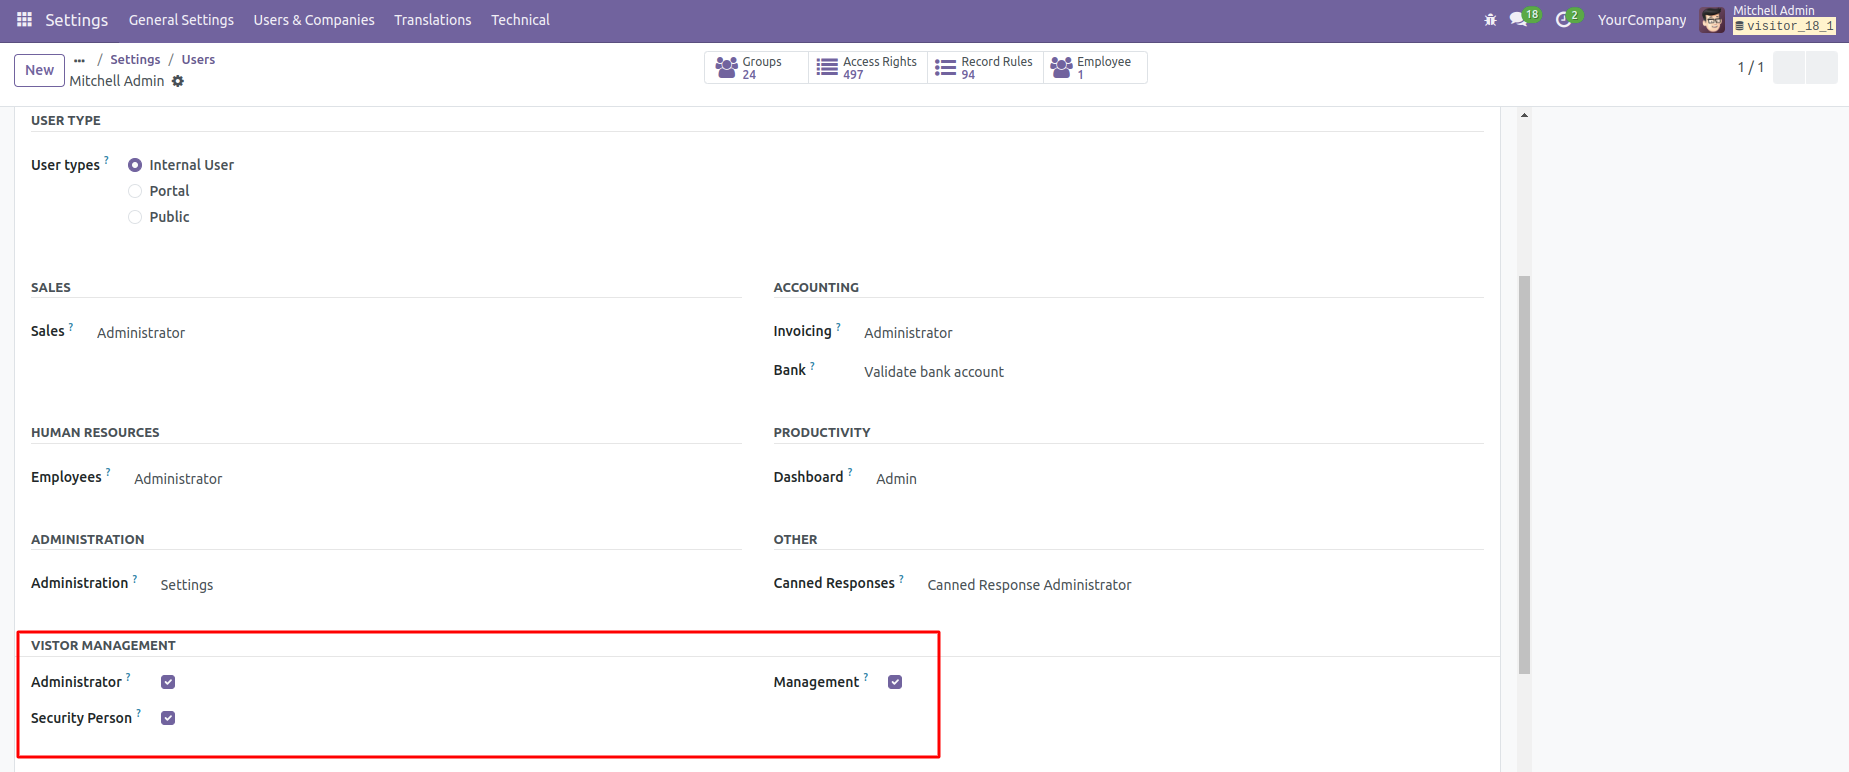 Settings General Settings Users & Companies Translations Technical 18 2 YourCompany Mitchell Admin
visitor_18_1
New ... / Settings / Users
Mitchell Admin
Groups 24 Access Rights 497 Record Rules 94 Employee 1
1 / 1
USER TYPE
User types ? Internal User
Portal
Public
SALES ACCOUNTING
Sales ? Administrator Invoicing ? Administrator
Bank ? Validate bank account
HUMAN RESOURCES PRODUCTIVITY
Employees ? Administrator Dashboard ? Admin
ADMINISTRATION OTHER
Administration ? Settings Canned Responses ? Canned Response Administrator
VISTOR MANAGEMENT
Administrator ? Management ?
Security Person ?